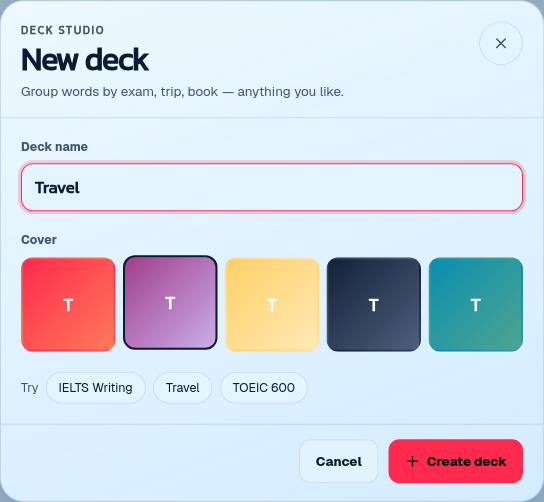 DECK STUDIO
New deck
Group words by exam, trip, book — anything you like.
Deck name
Travel
Cover
T T T T T
Try IELTS Writing Travel TOEIC 600
Cancel + Create deck